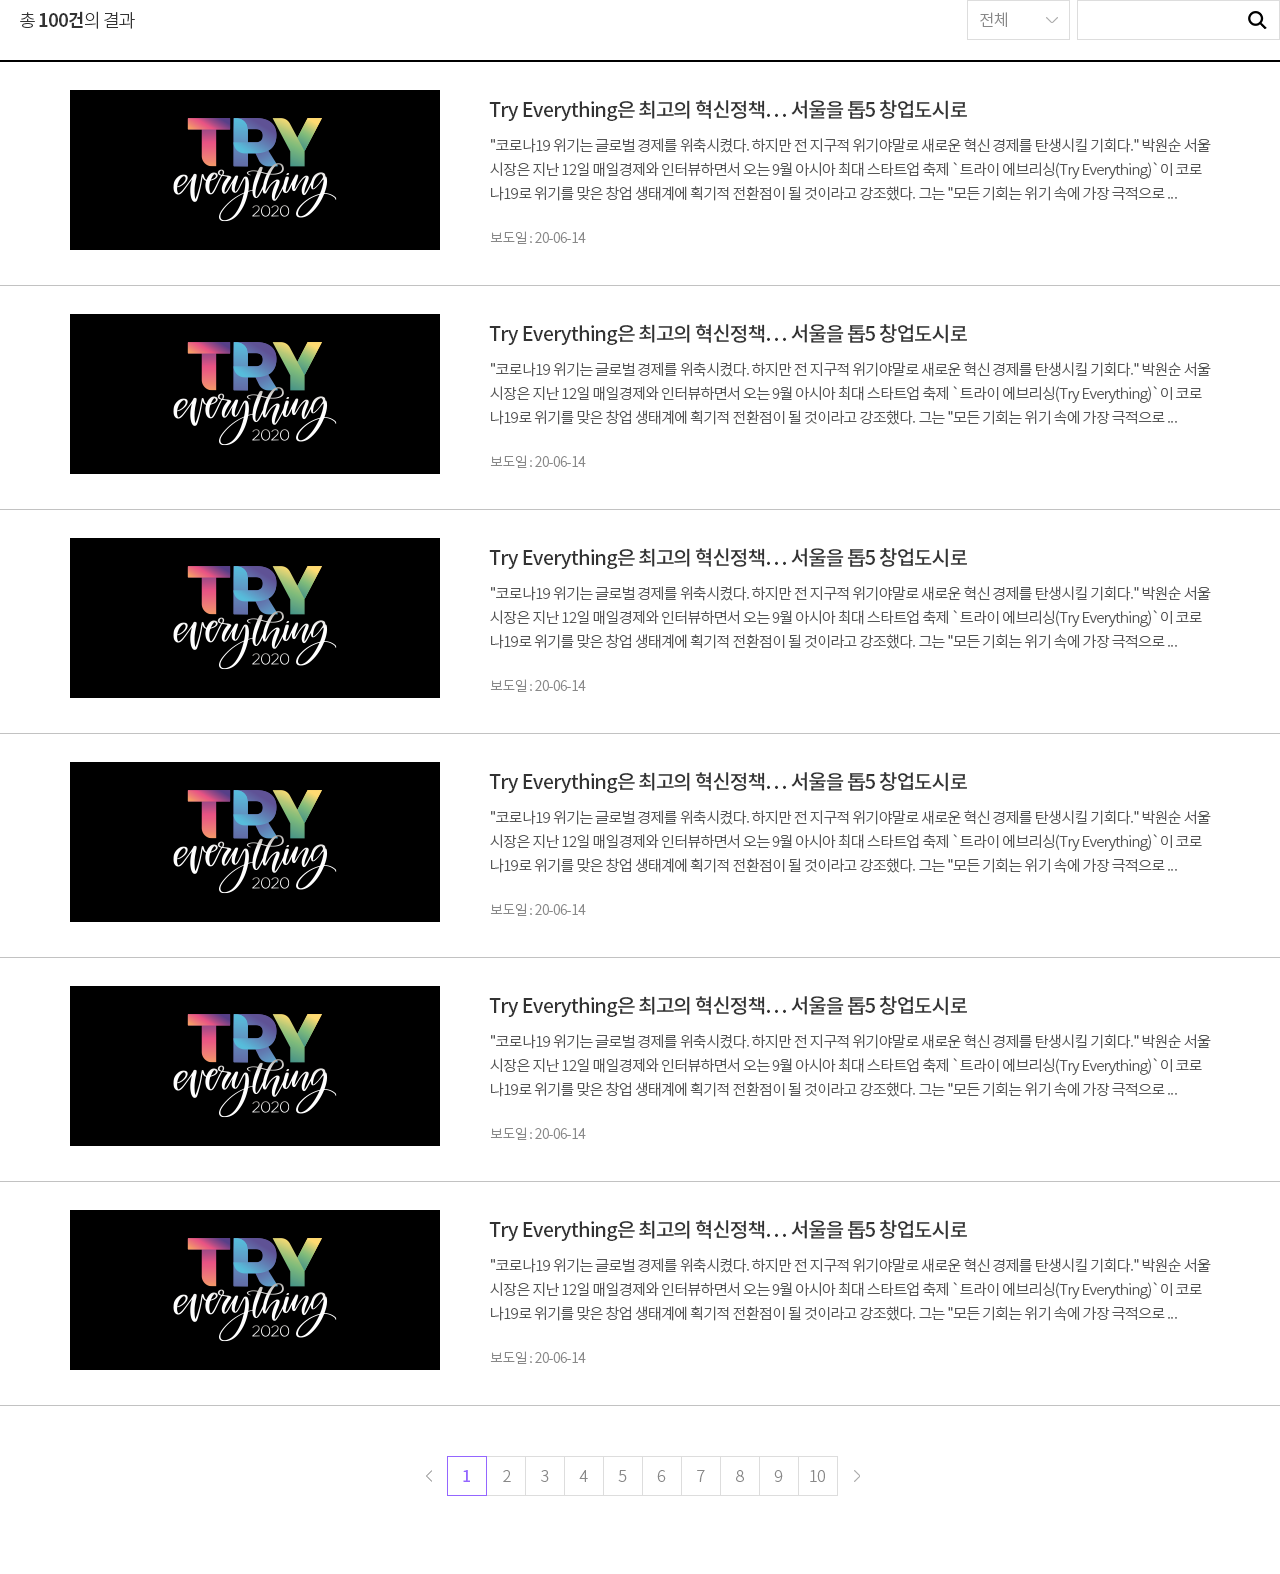 총 100건의 결과
전체
TRY
everything
2020
Try Everything은 최고의 혁신정책... 서울을 톱5 창업도시로
"코로나19 위기는 글로벌 경제를 위축시켰다. 하지만 전 지구적 위기야말로 새로운 혁신 경제를 탄생시킬 기회다." 박원순 서울
시장은 지난 12일 매일경제와 인터뷰하면서 오는 9월 아시아 최대 스타트업 축제 `트라이 에브리싱(Try Everything)`이 코로
나19로 위기를 맞은 창업 생태계에 획기적 전환점이 될 것이라고 강조했다. 그는 "모든 기회는 위기 속에 가장 극적으로 ...
보도일 : 20-06-14
TRY
everything
2020
Try Everything은 최고의 혁신정책... 서울을 톱5 창업도시로
"코로나19 위기는 글로벌 경제를 위축시켰다. 하지만 전 지구적 위기야말로 새로운 혁신 경제를 탄생시킬 기회다." 박원순 서울
시장은 지난 12일 매일경제와 인터뷰하면서 오는 9월 아시아 최대 스타트업 축제 `트라이 에브리싱(Try Everything)`이 코로
나19로 위기를 맞은 창업 생태계에 획기적 전환점이 될 것이라고 강조했다. 그는 "모든 기회는 위기 속에 가장 극적으로 ...
보도일 : 20-06-14
TRY
everything
2020
Try Everything은 최고의 혁신정책... 서울을 톱5 창업도시로
"코로나19 위기는 글로벌 경제를 위축시켰다. 하지만 전 지구적 위기야말로 새로운 혁신 경제를 탄생시킬 기회다." 박원순 서울
시장은 지난 12일 매일경제와 인터뷰하면서 오는 9월 아시아 최대 스타트업 축제 `트라이 에브리싱(Try Everything)`이 코로
나19로 위기를 맞은 창업 생태계에 획기적 전환점이 될 것이라고 강조했다. 그는 "모든 기회는 위기 속에 가장 극적으로 ...
보도일 : 20-06-14
TRY
everything
2020
Try Everything은 최고의 혁신정책... 서울을 톱5 창업도시로
"코로나19 위기는 글로벌 경제를 위축시켰다. 하지만 전 지구적 위기야말로 새로운 혁신 경제를 탄생시킬 기회다." 박원순 서울
시장은 지난 12일 매일경제와 인터뷰하면서 오는 9월 아시아 최대 스타트업 축제 `트라이 에브리싱(Try Everything)`이 코로
나19로 위기를 맞은 창업 생태계에 획기적 전환점이 될 것이라고 강조했다. 그는 "모든 기회는 위기 속에 가장 극적으로 ...
보도일 : 20-06-14
TRY
everything
2020
Try Everything은 최고의 혁신정책... 서울을 톱5 창업도시로
"코로나19 위기는 글로벌 경제를 위축시켰다. 하지만 전 지구적 위기야말로 새로운 혁신 경제를 탄생시킬 기회다." 박원순 서울
시장은 지난 12일 매일경제와 인터뷰하면서 오는 9월 아시아 최대 스타트업 축제 `트라이 에브리싱(Try Everything)`이 코로
나19로 위기를 맞은 창업 생태계에 획기적 전환점이 될 것이라고 강조했다. 그는 "모든 기회는 위기 속에 가장 극적으로 ...
보도일 : 20-06-14
TRY
everything
2020
Try Everything은 최고의 혁신정책... 서울을 톱5 창업도시로
"코로나19 위기는 글로벌 경제를 위축시켰다. 하지만 전 지구적 위기야말로 새로운 혁신 경제를 탄생시킬 기회다." 박원순 서울
시장은 지난 12일 매일경제와 인터뷰하면서 오는 9월 아시아 최대 스타트업 축제 `트라이 에브리싱(Try Everything)`이 코로
나19로 위기를 맞은 창업 생태계에 획기적 전환점이 될 것이라고 강조했다. 그는 "모든 기회는 위기 속에 가장 극적으로 ...
보도일 : 20-06-14
1 2 3 4 5 6 7 8 9 10